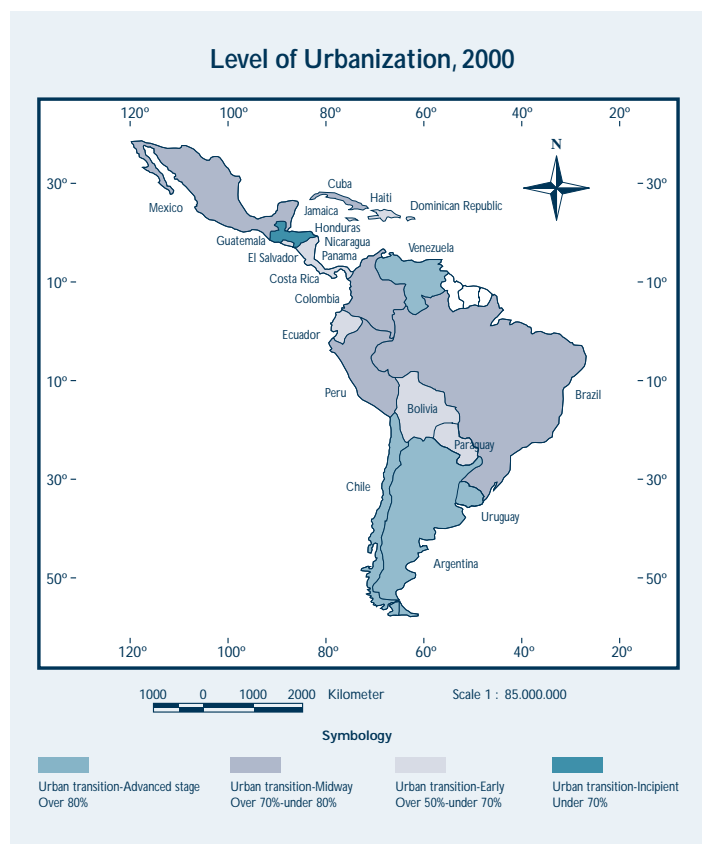 Level of Urbanization, 2000
120º 100º 80º 60º 40º 20º
N
30º 30º
Cuba
Haiti
Mexico Jamaica Dominican Republic
Honduras
Guatemala Nicaragua
El Salvador Panama Venezuela
Costa Rica
10º 10º
Colombia
Ecuador
10º 10º
Peru Brazil
Bolivia
Paraguay
30º 30º
Chile
Uruguay
Argentina
50º 50º
120º 100º 80º 60º 40º 20º
1000 0 1000 2000 Kilometer Scale 1 : 85.000.000
Symbology
Urban transition-Advanced stage
Over 80%
Urban transition-Midway
Over 70%-under 80%
Urban transition-Early
Over 50%-under 70%
Urban transition-Incipient
Under 70%